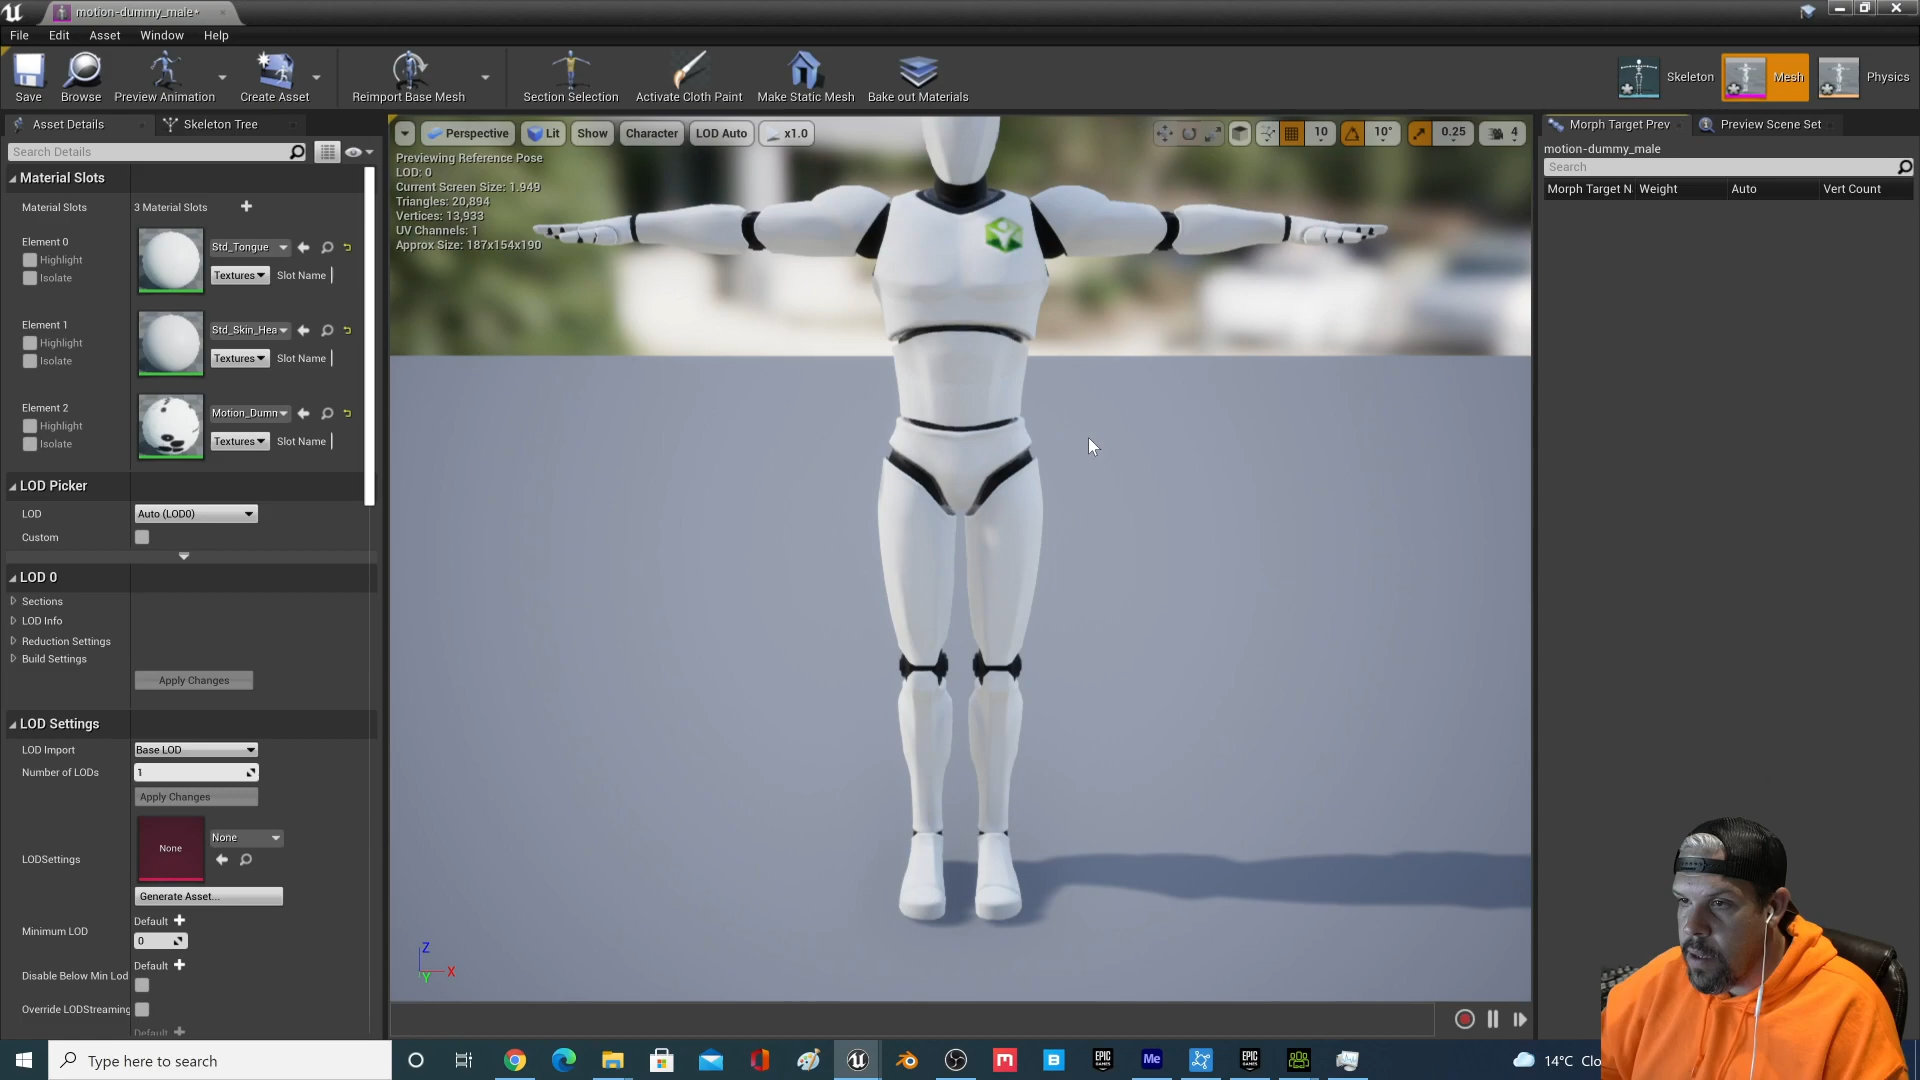 motion-dummy_male*
File Edit Asset Window Help
Save Browse Preview Animation Create Asset Reimport Base Mesh Section Selection Activate Cloth Paint Make Static Mesh Bake out Materials Skeleton Mesh Physics
Asset Details Skeleton Tree
Search Details
Material Slots
Material Slots 3 Material Slots
Element 0
Highlight
Isolate
Std_Tongue
Textures Slot Name
Element 1
Highlight
Isolate
Std_Skin_Hea
Textures Slot Name
Element 2
Highlight
Isolate
Motion_Dumn
Textures Slot Name
LOD Picker
LOD Auto (LOD0)
Custom
LOD 0
Sections
LOD Info
Reduction Settings
Build Settings
Apply Changes
LOD Settings
LOD Import Base LOD
Number of LODs 1
Apply Changes
LODSettings None None
Generate Asset...
Minimum LOD Default
0
Disable Below Min Lod Default
Override LODStreaming
Default
Perspective Lit Show Character LOD Auto x1.0 10 10° 0.25 4
Previewing Reference Pose
LOD: 0
Current Screen Size: 1.949
Triangles: 20,894
Vertices: 13,933
UV Channels: 1
Approx Size: 187x154x190
Z
X
Y
Morph Target Prev Preview Scene Set
motion-dummy_male
Search
Morph Target N Weight Auto Vert Count
Type here to search
EPIC GAMES
Me
EPIC GAMES
14°C Clo